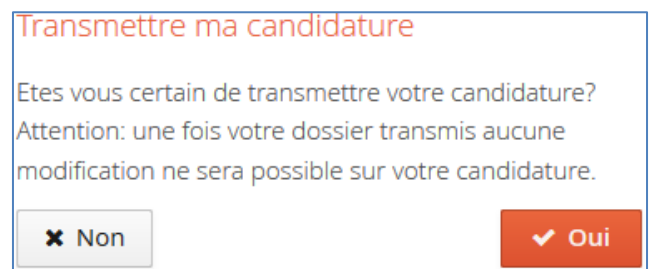 Transmettre ma candidature
Etes vous certain de transmettre votre candidature?
Attention: une fois votre dossier transmis aucune
modification ne sera possible sur votre candidature.
✖ Non
✔ Oui